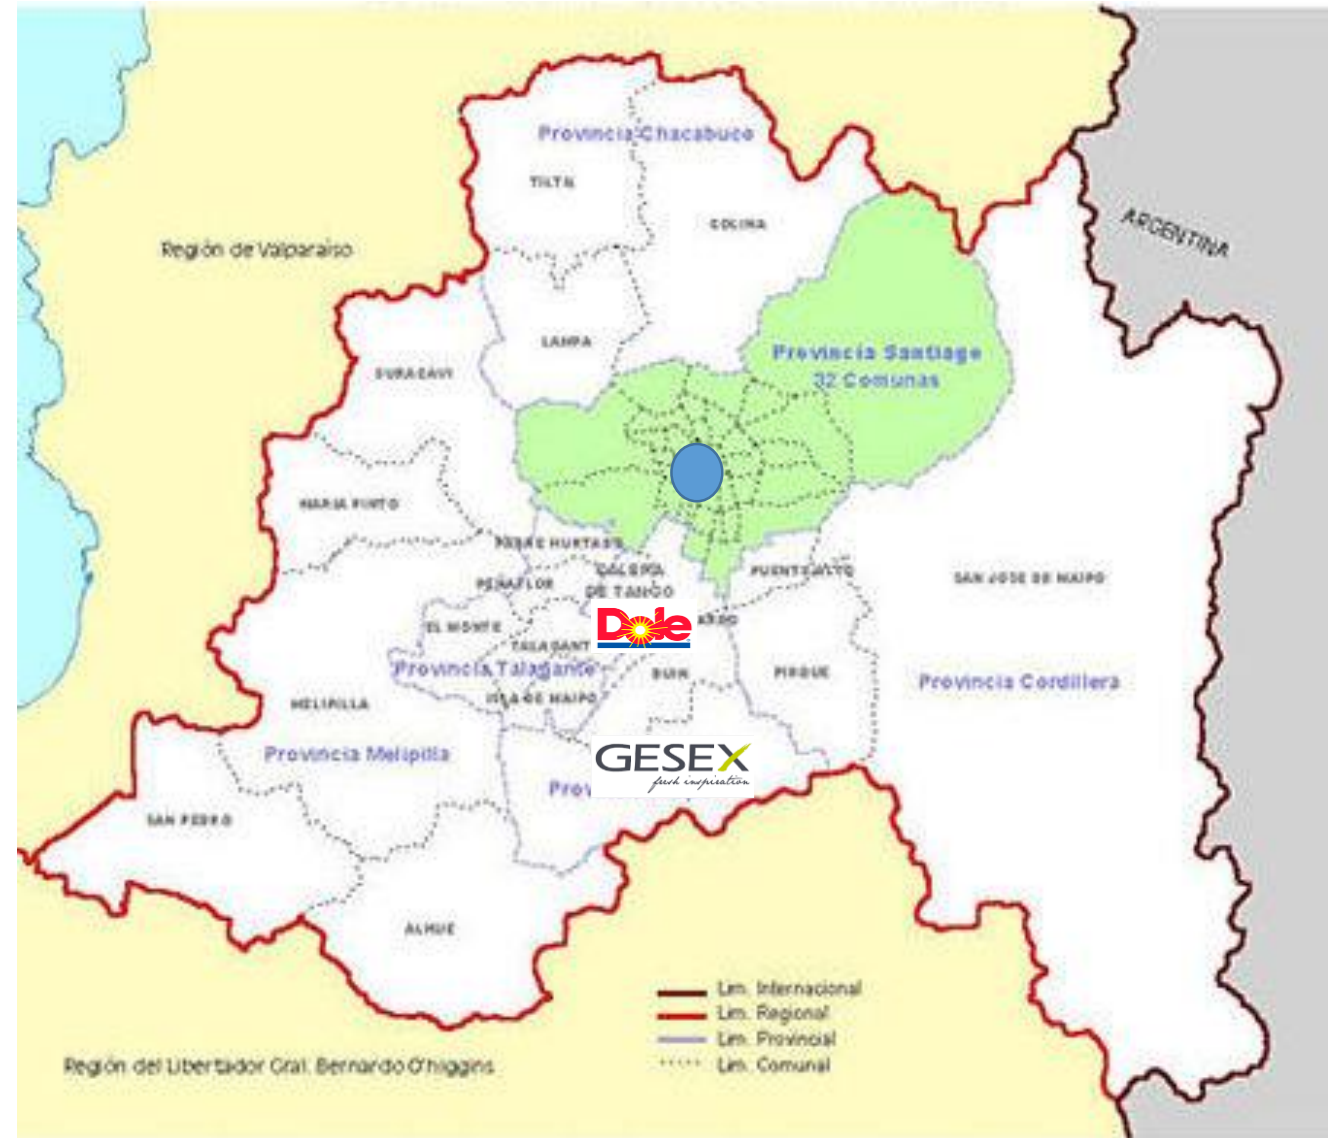 Provincia Chacabuco
TILTIL
COLINA
ARGENTINA
Región de Valparaíso
LAMPA
Provincia Santiago
32 Comunas
CURACAVI
MARIA PINTO
PADRE HURTADO
CALERA
DE TANGO
PUENTE ALTO
SAN JOSE DE MAIPO
PEÑAFLOR
EL MONTE
Dole
TALAGANT
Provincia Talagante
BUIN
PIRQUE
Provincia Cordillera
ISLA DE MAIPO
MELIPILLA
Provincia Melipilla
GESEX
fresh inspiration
Prov
SAN PEDRO
ALHUE
Lim. Internacional
Lim. Regional
Lim. Provincial
Lim. Comunal
Región del Libertador Gral. Bernardo O'higgins